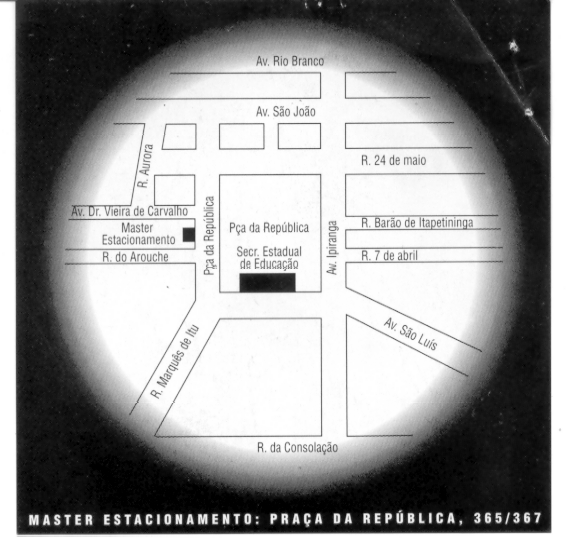 Av. Rio Branco
Av. São João
R. 24 de maio
R. Aurora
Av. Dr. Vieira de Carvalho
Master
Estacionamento
R. do Arouche
Pça da República
Pça da República
Secr. Estadual
de Educação
Av. Ipiranga
R. Barão de Itapetininga
R. 7 de abril
R. Marquês de Itu
Av. São Luís
R. da Consolação
MASTER ESTACIONAMENTO: PRAÇA DA REPÚBLICA, 365/367